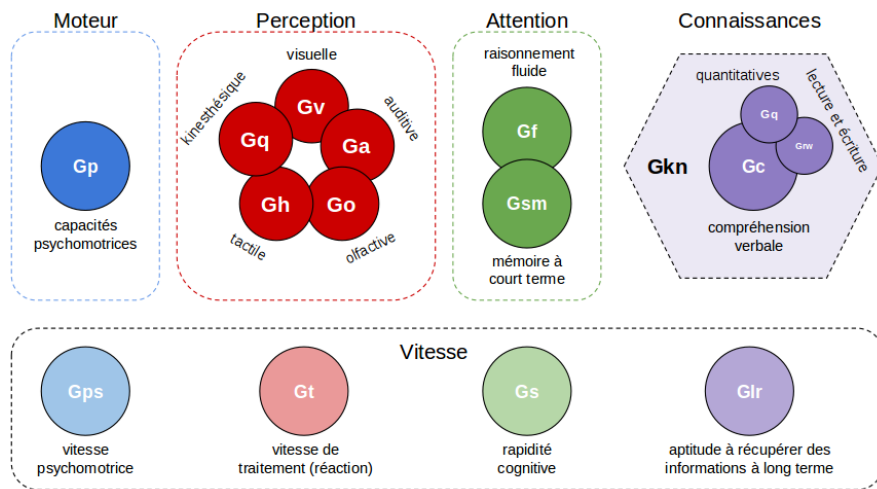 Moteur
Perception
Attention
Connaissances
visuelle
kinesthésique
auditive
Gv
Gq
Ga
Gh
Go
tactile
olfactive
Gp
capacités
psychomotrices
raisonnement
fluide
Gf
Gsm
mémoire à
court terme
quantitatives
lecture et écriture
Gq
Grw
Gkn
Gc
compréhension
verbale
Vitesse
Gps
Gt
Gs
Glr
vitesse
psychomotrice
vitesse de
traitement (réaction)
rapidité
cognitive
aptitude à récupérer des
informations à long terme